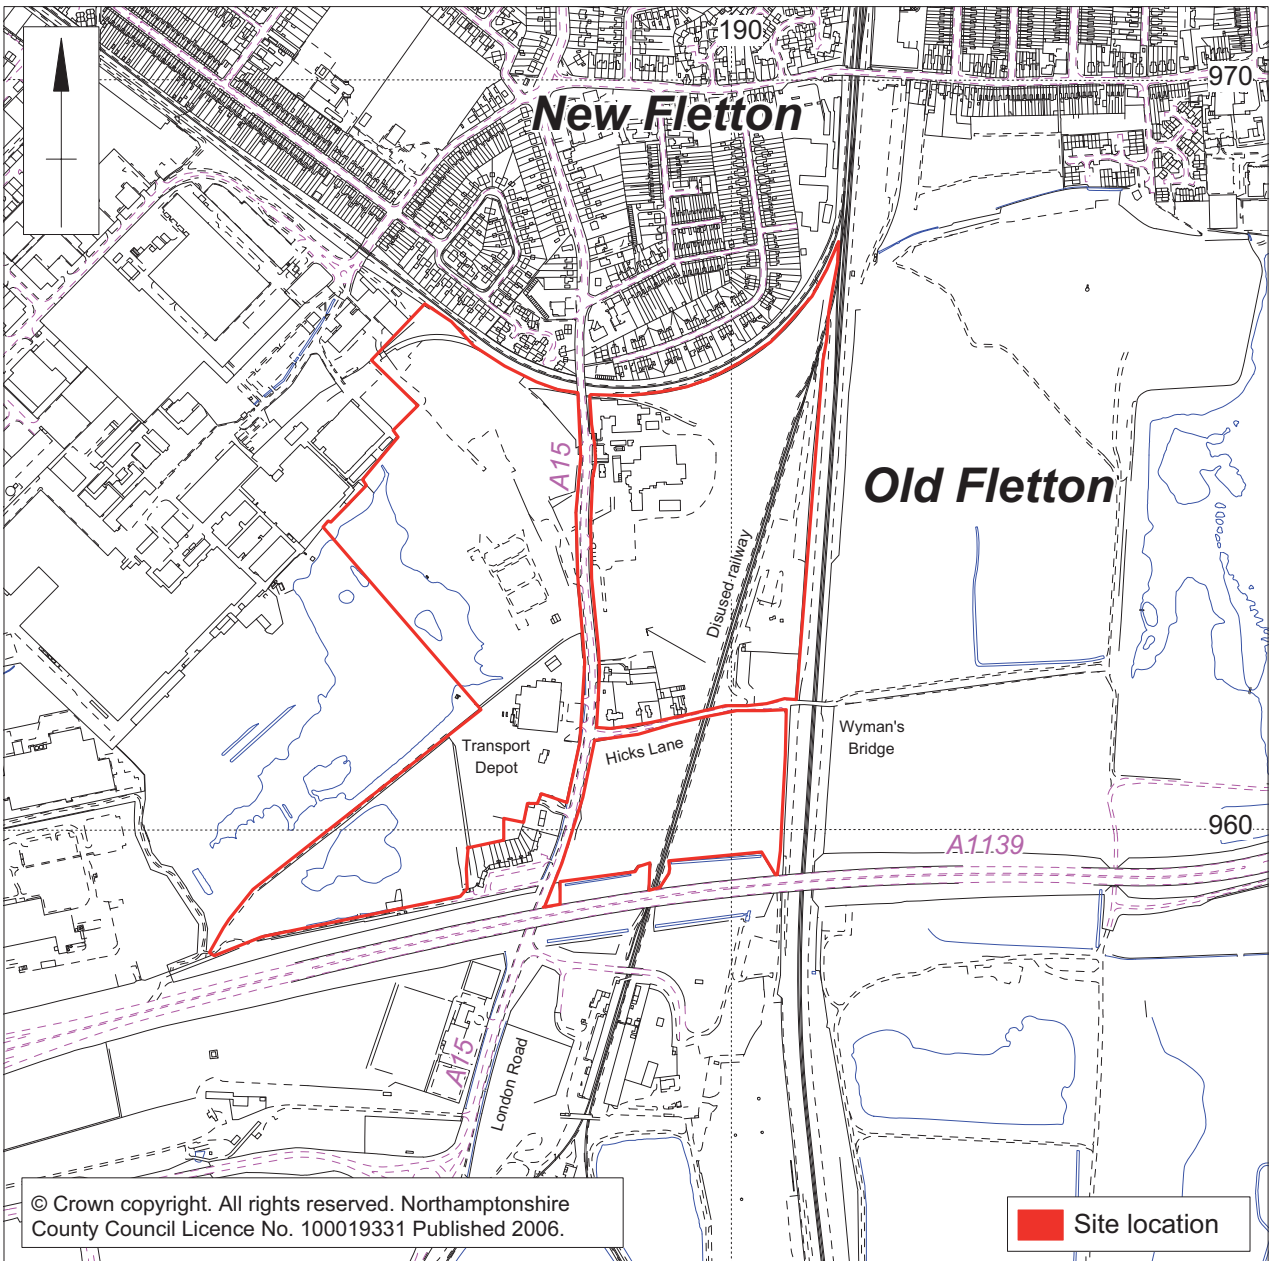 190
970
New Fletton
A15
Old Fletton
Disused railway
Wyman's
Bridge
Transport
Depot
Hicks Lane
960
A1139
A15
London Road
© Crown copyright. All rights reserved. Northamptonshire
County Council Licence No. 100019331 Published 2006.
Site location